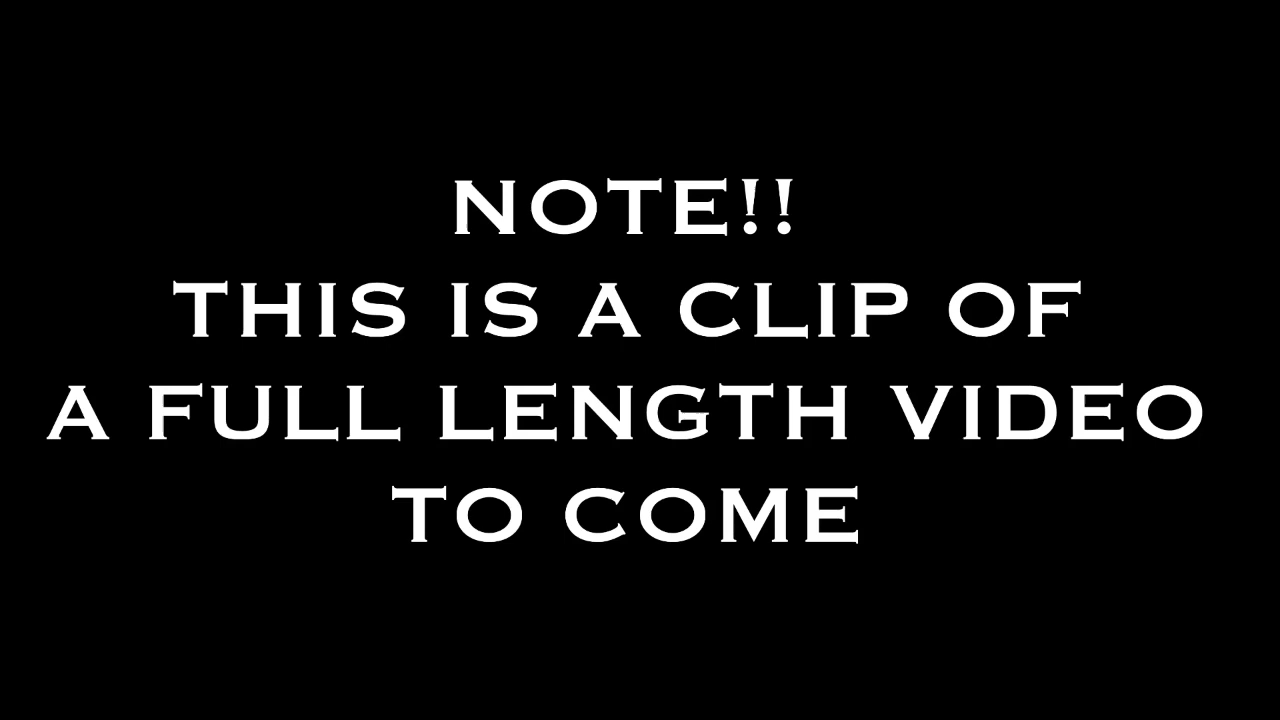 NOTE!!
THIS IS A CLIP OF
A FULL LENGTH VIDEO
TO COME